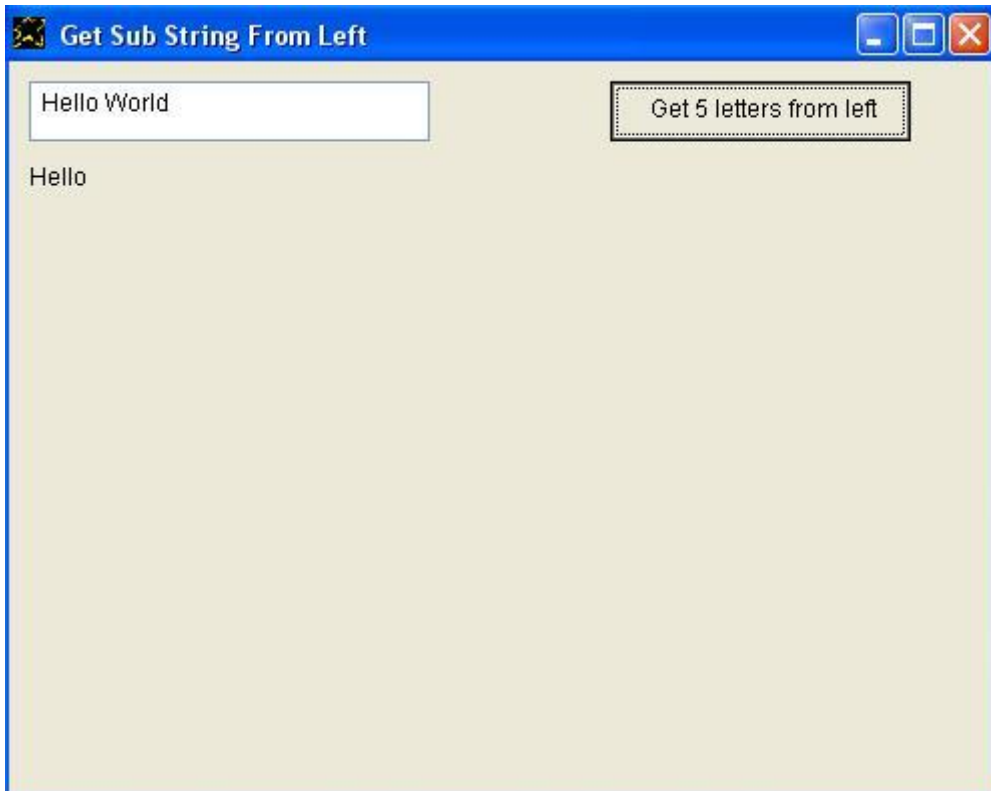 Get Sub String From Left
Hello World
Get 5 letters from left
Hello